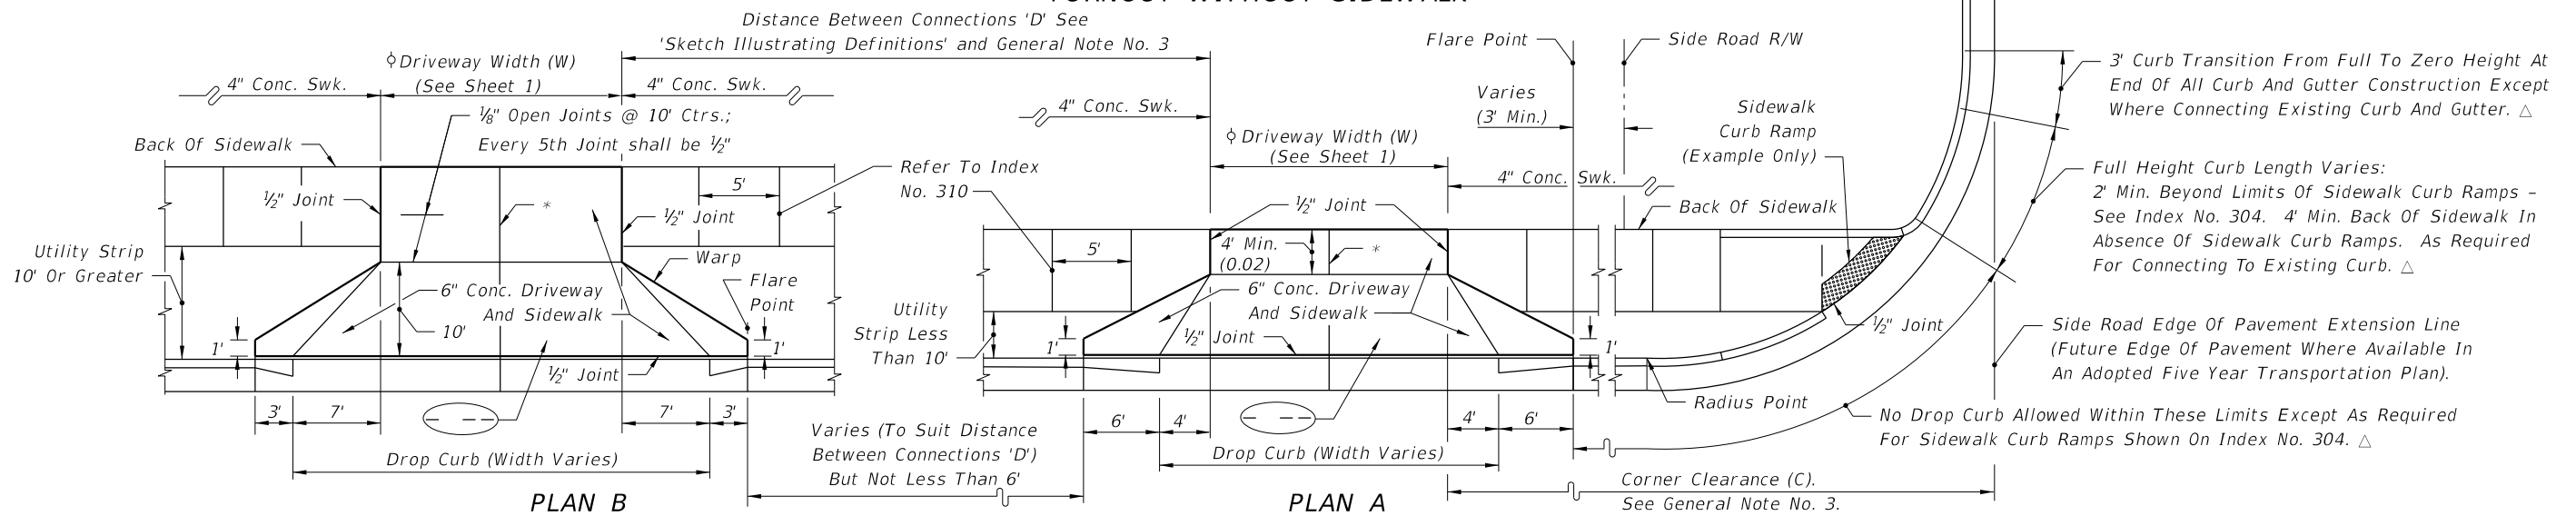 Distance Between Connections 'D' See
'Sketch Illustrating Definitions' and General Note No. 3
ϕ Driveway Width (W)
(See Sheet 1)
4" Conc. Swk.
4" Conc. Swk.
⅛" Open Joints @ 10' Ctrs.;
Every 5th Joint shall be ½"
Back Of Sidewalk
½" Joint
*
5'
½" Joint
Refer To Index
No. 310
Utility Strip
10' Or Greater
Warp
Flare
Point
6" Conc. Driveway
And Sidewalk
10'
1'
1'
½" Joint
3'
7'
7'
3'
Drop Curb (Width Varies)
PLAN B
Varies (To Suit Distance
Between Connections 'D')
But Not Less Than 6'
4" Conc. Swk.
ϕ Driveway Width (W)
(See Sheet 1)
Flare Point
Side Road R/W
Varies
(3' Min.)
Sidewalk
Curb Ramp
(Example Only)
4" Conc. Swk.
½" Joint
Back Of Sidewalk
5'
4' Min.
(0.02)
*
6" Conc. Driveway
And Sidewalk
Utility
Strip Less
Than 10'
½" Joint
1'
1'
6'
4'
4'
6'
Drop Curb (Width Varies)
PLAN A
Radius Point
½" Joint
Corner Clearance (C).
See General Note No. 3.
3' Curb Transition From Full To Zero Height At
End Of All Curb And Gutter Construction Except
Where Connecting Existing Curb And Gutter. △
Full Height Curb Length Varies:
2' Min. Beyond Limits Of Sidewalk Curb Ramps –
See Index No. 304. 4' Min. Back Of Sidewalk In
Absence Of Sidewalk Curb Ramps. As Required
For Connecting To Existing Curb. △
Side Road Edge Of Pavement Extension Line
(Future Edge Of Pavement Where Available In
An Adopted Five Year Transportation Plan).
No Drop Curb Allowed Within These Limits Except As Required
For Sidewalk Curb Ramps Shown On Index No. 304. △